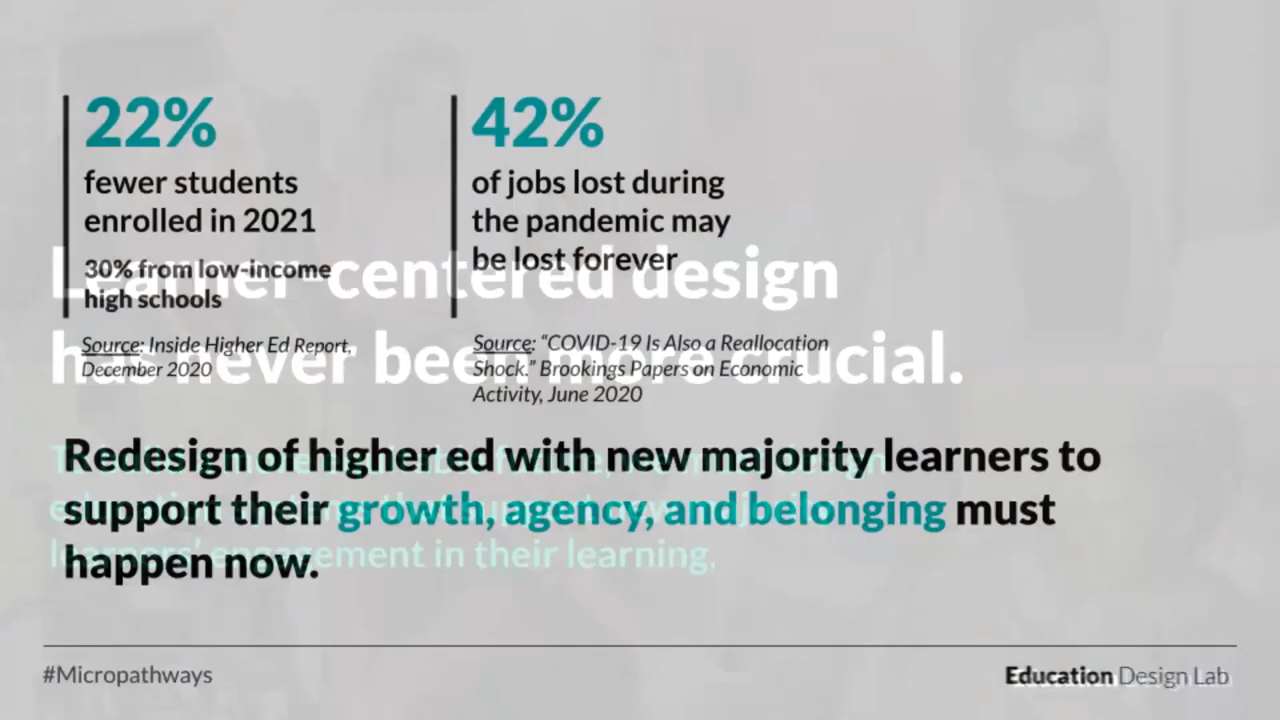 22%
fewer students
enrolled in 2021
30% from low-income
high schools
Source: Inside Higher Ed Report,
December 2020
42%
of jobs lost during
the pandemic may
be lost forever
Source: “COVID-19 Is Also a Reallocation
Shock.” Brookings Papers on Economic
Activity, June 2020
Learner-centered design
has never been more crucial.
Redesign of higher ed with new majority learners to
support their growth, agency, and belonging must
happen now.
learners’ engagement in their learning.
#Micropathways
Education Design Lab